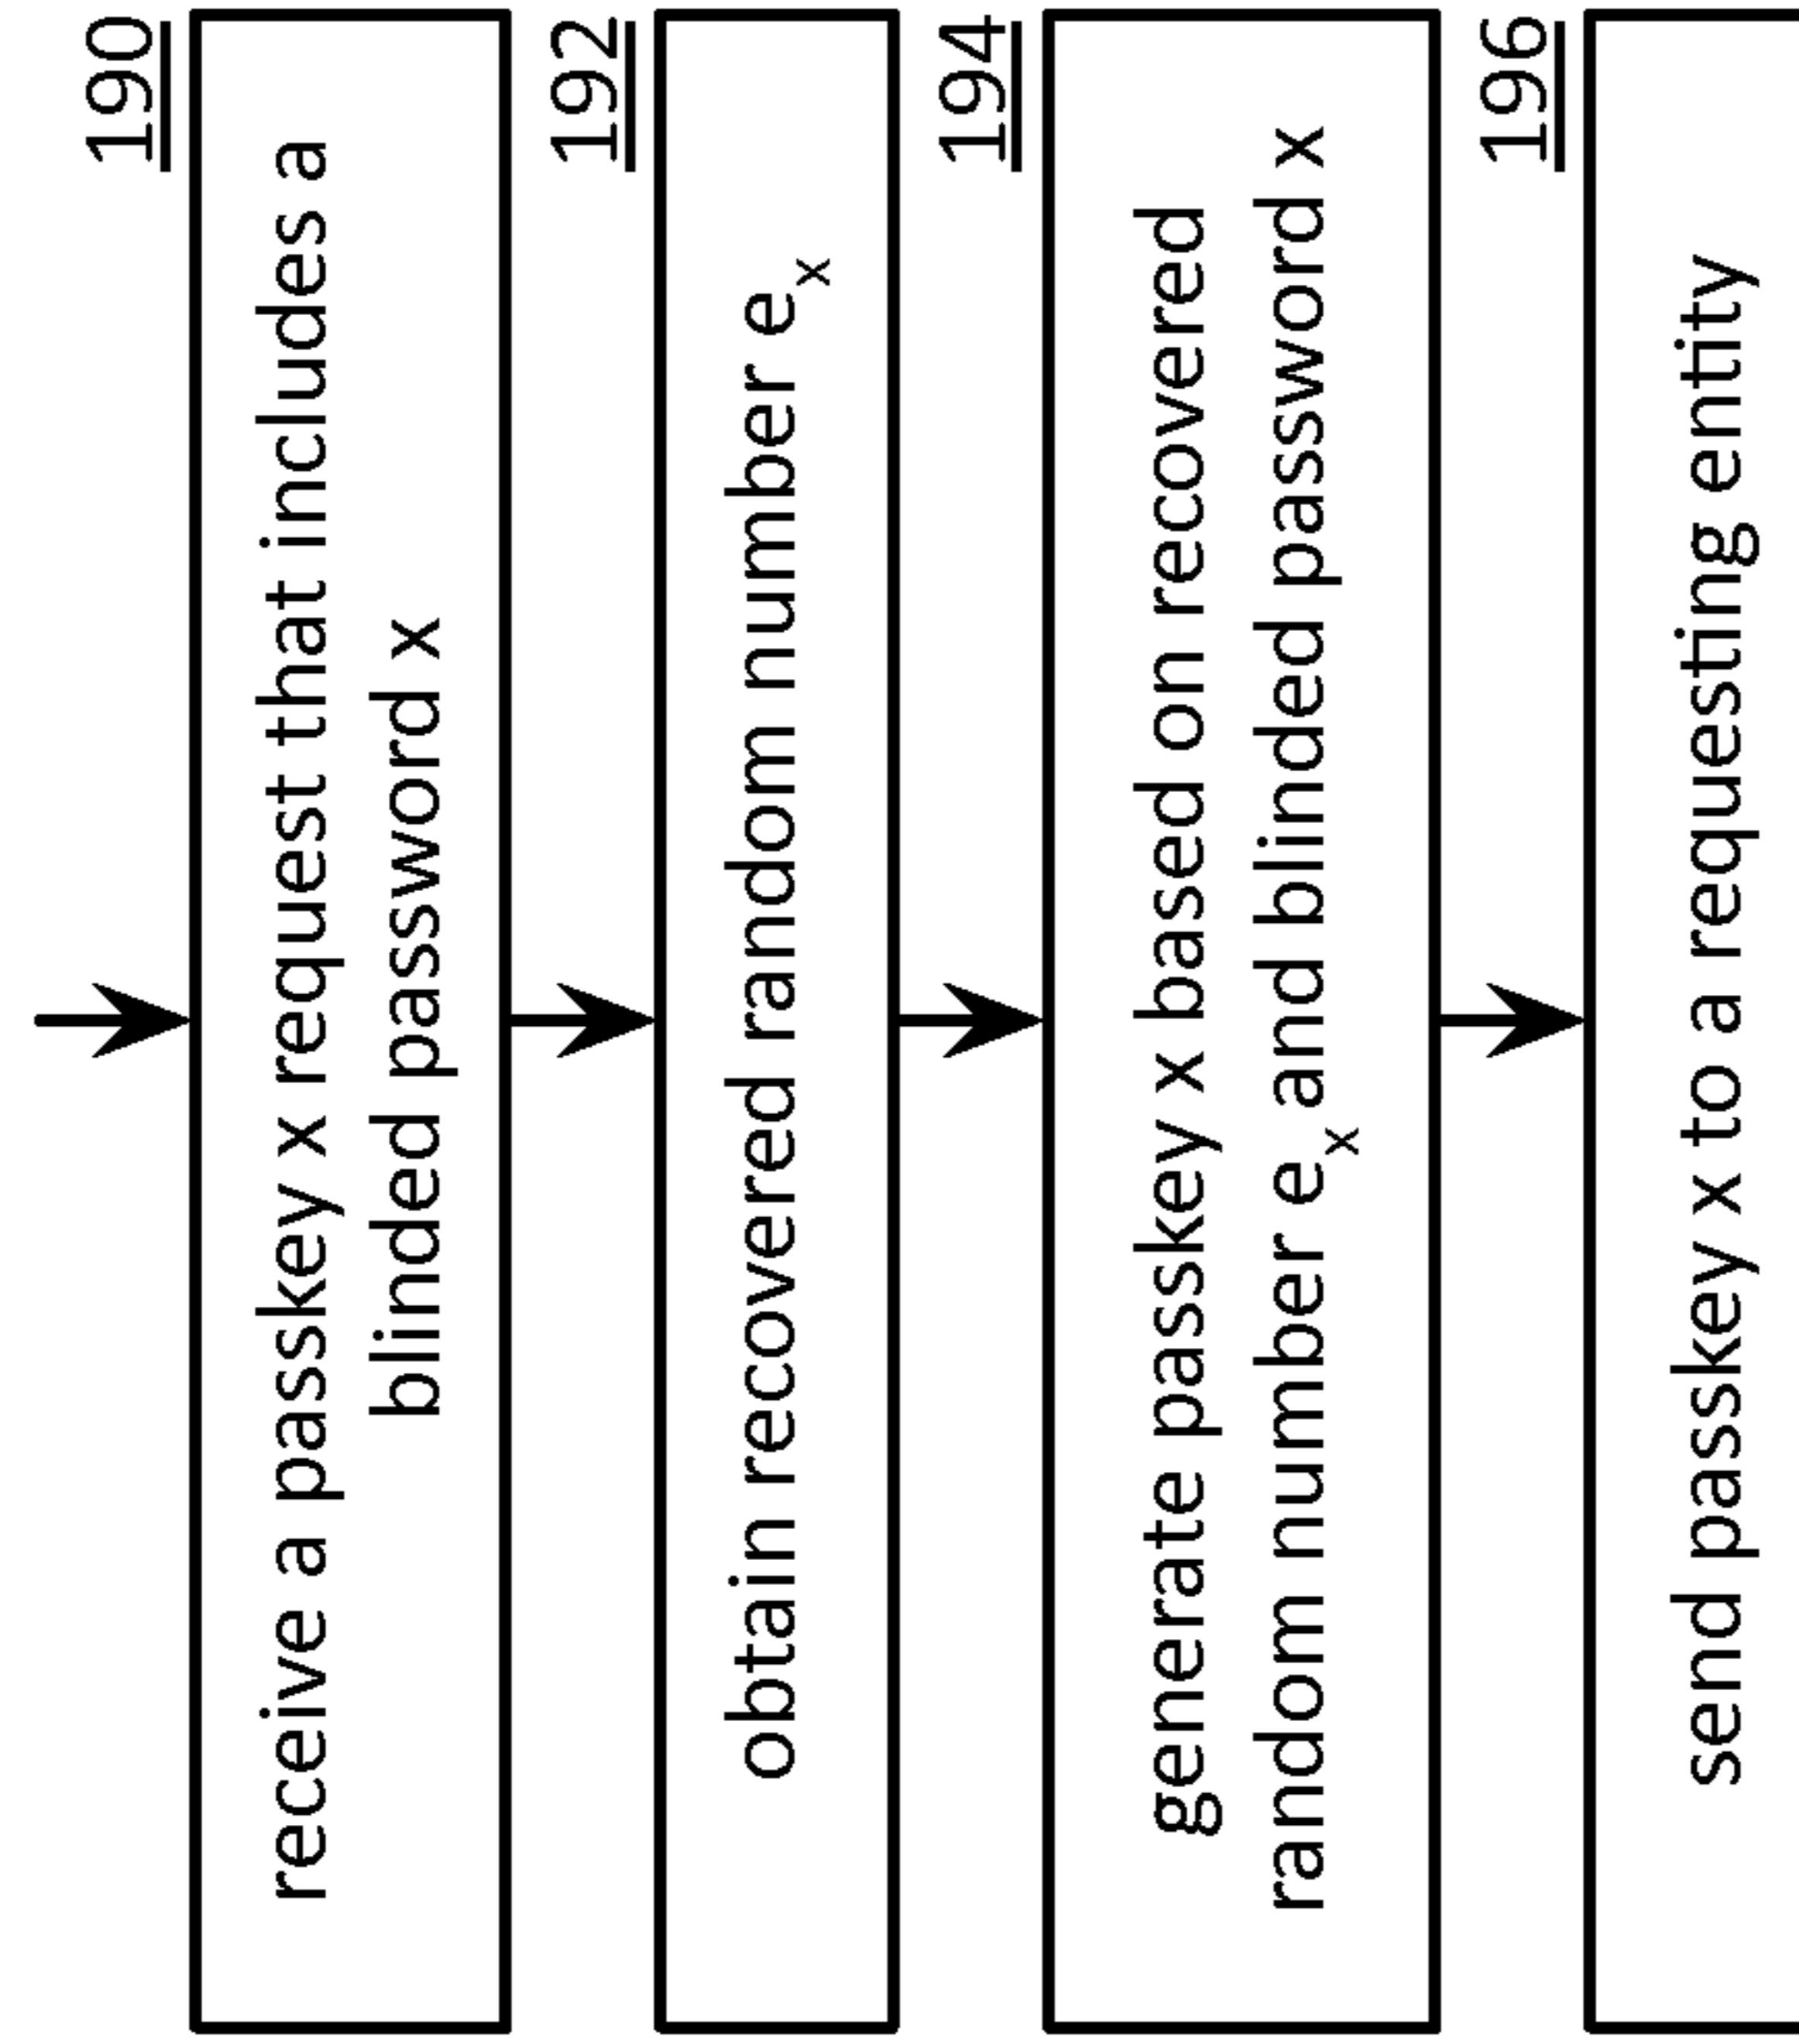 190
receive a passkey x request that includes a
blinded password x
192
obtain recovered random number eₓ
194
generate passkey x based on recovered
random number eₓ and blinded password x
196
send passkey x to a requesting entity